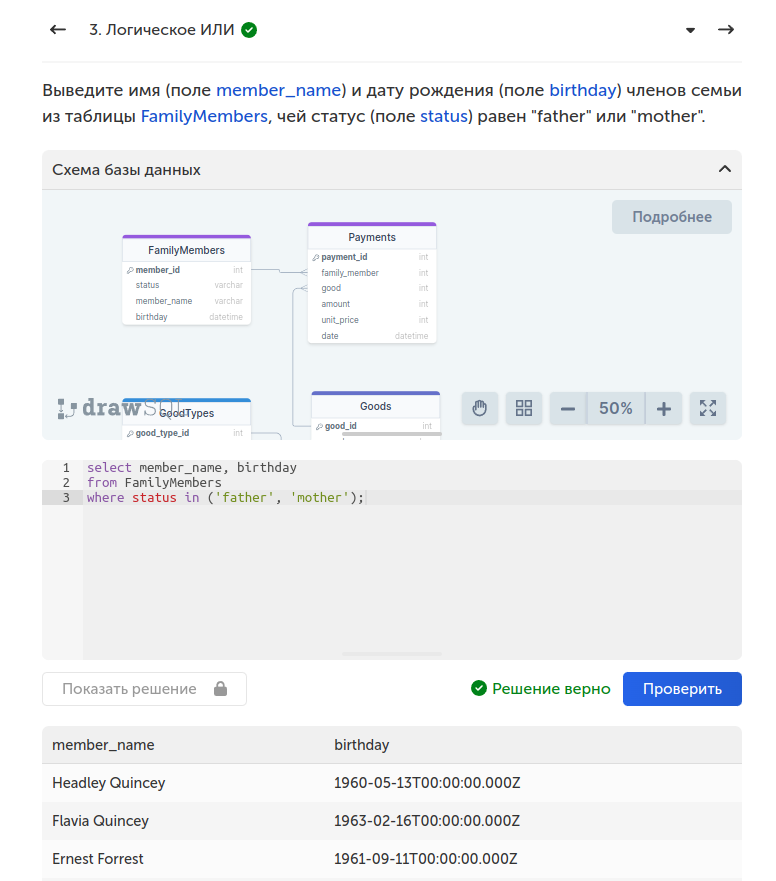 3. Логическое ИЛИ
Выведите имя (поле member_name) и дату рождения (поле birthday) членов семьи
из таблицы FamilyMembers, чей статус (поле status) равен "father" или "mother".
Схема базы данных
Подробнее
FamilyMembers
member_id int
status varchar
member_name varchar
birthday datetime
Payments
payment_id int
family_member int
good int
amount int
unit_price int
date datetime
drawSQL
GoodTypes
good_type_id int
Goods
good_id int
50%
1 select member_name, birthday
2 from FamilyMembers
3 where status in ('father', 'mother');
Показать решение
Решение верно
Проверить
member_name birthday
Headley Quincey 1960-05-13T00:00:00.000Z
Flavia Quincey 1963-02-16T00:00:00.000Z
Ernest Forrest 1961-09-11T00:00:00.000Z